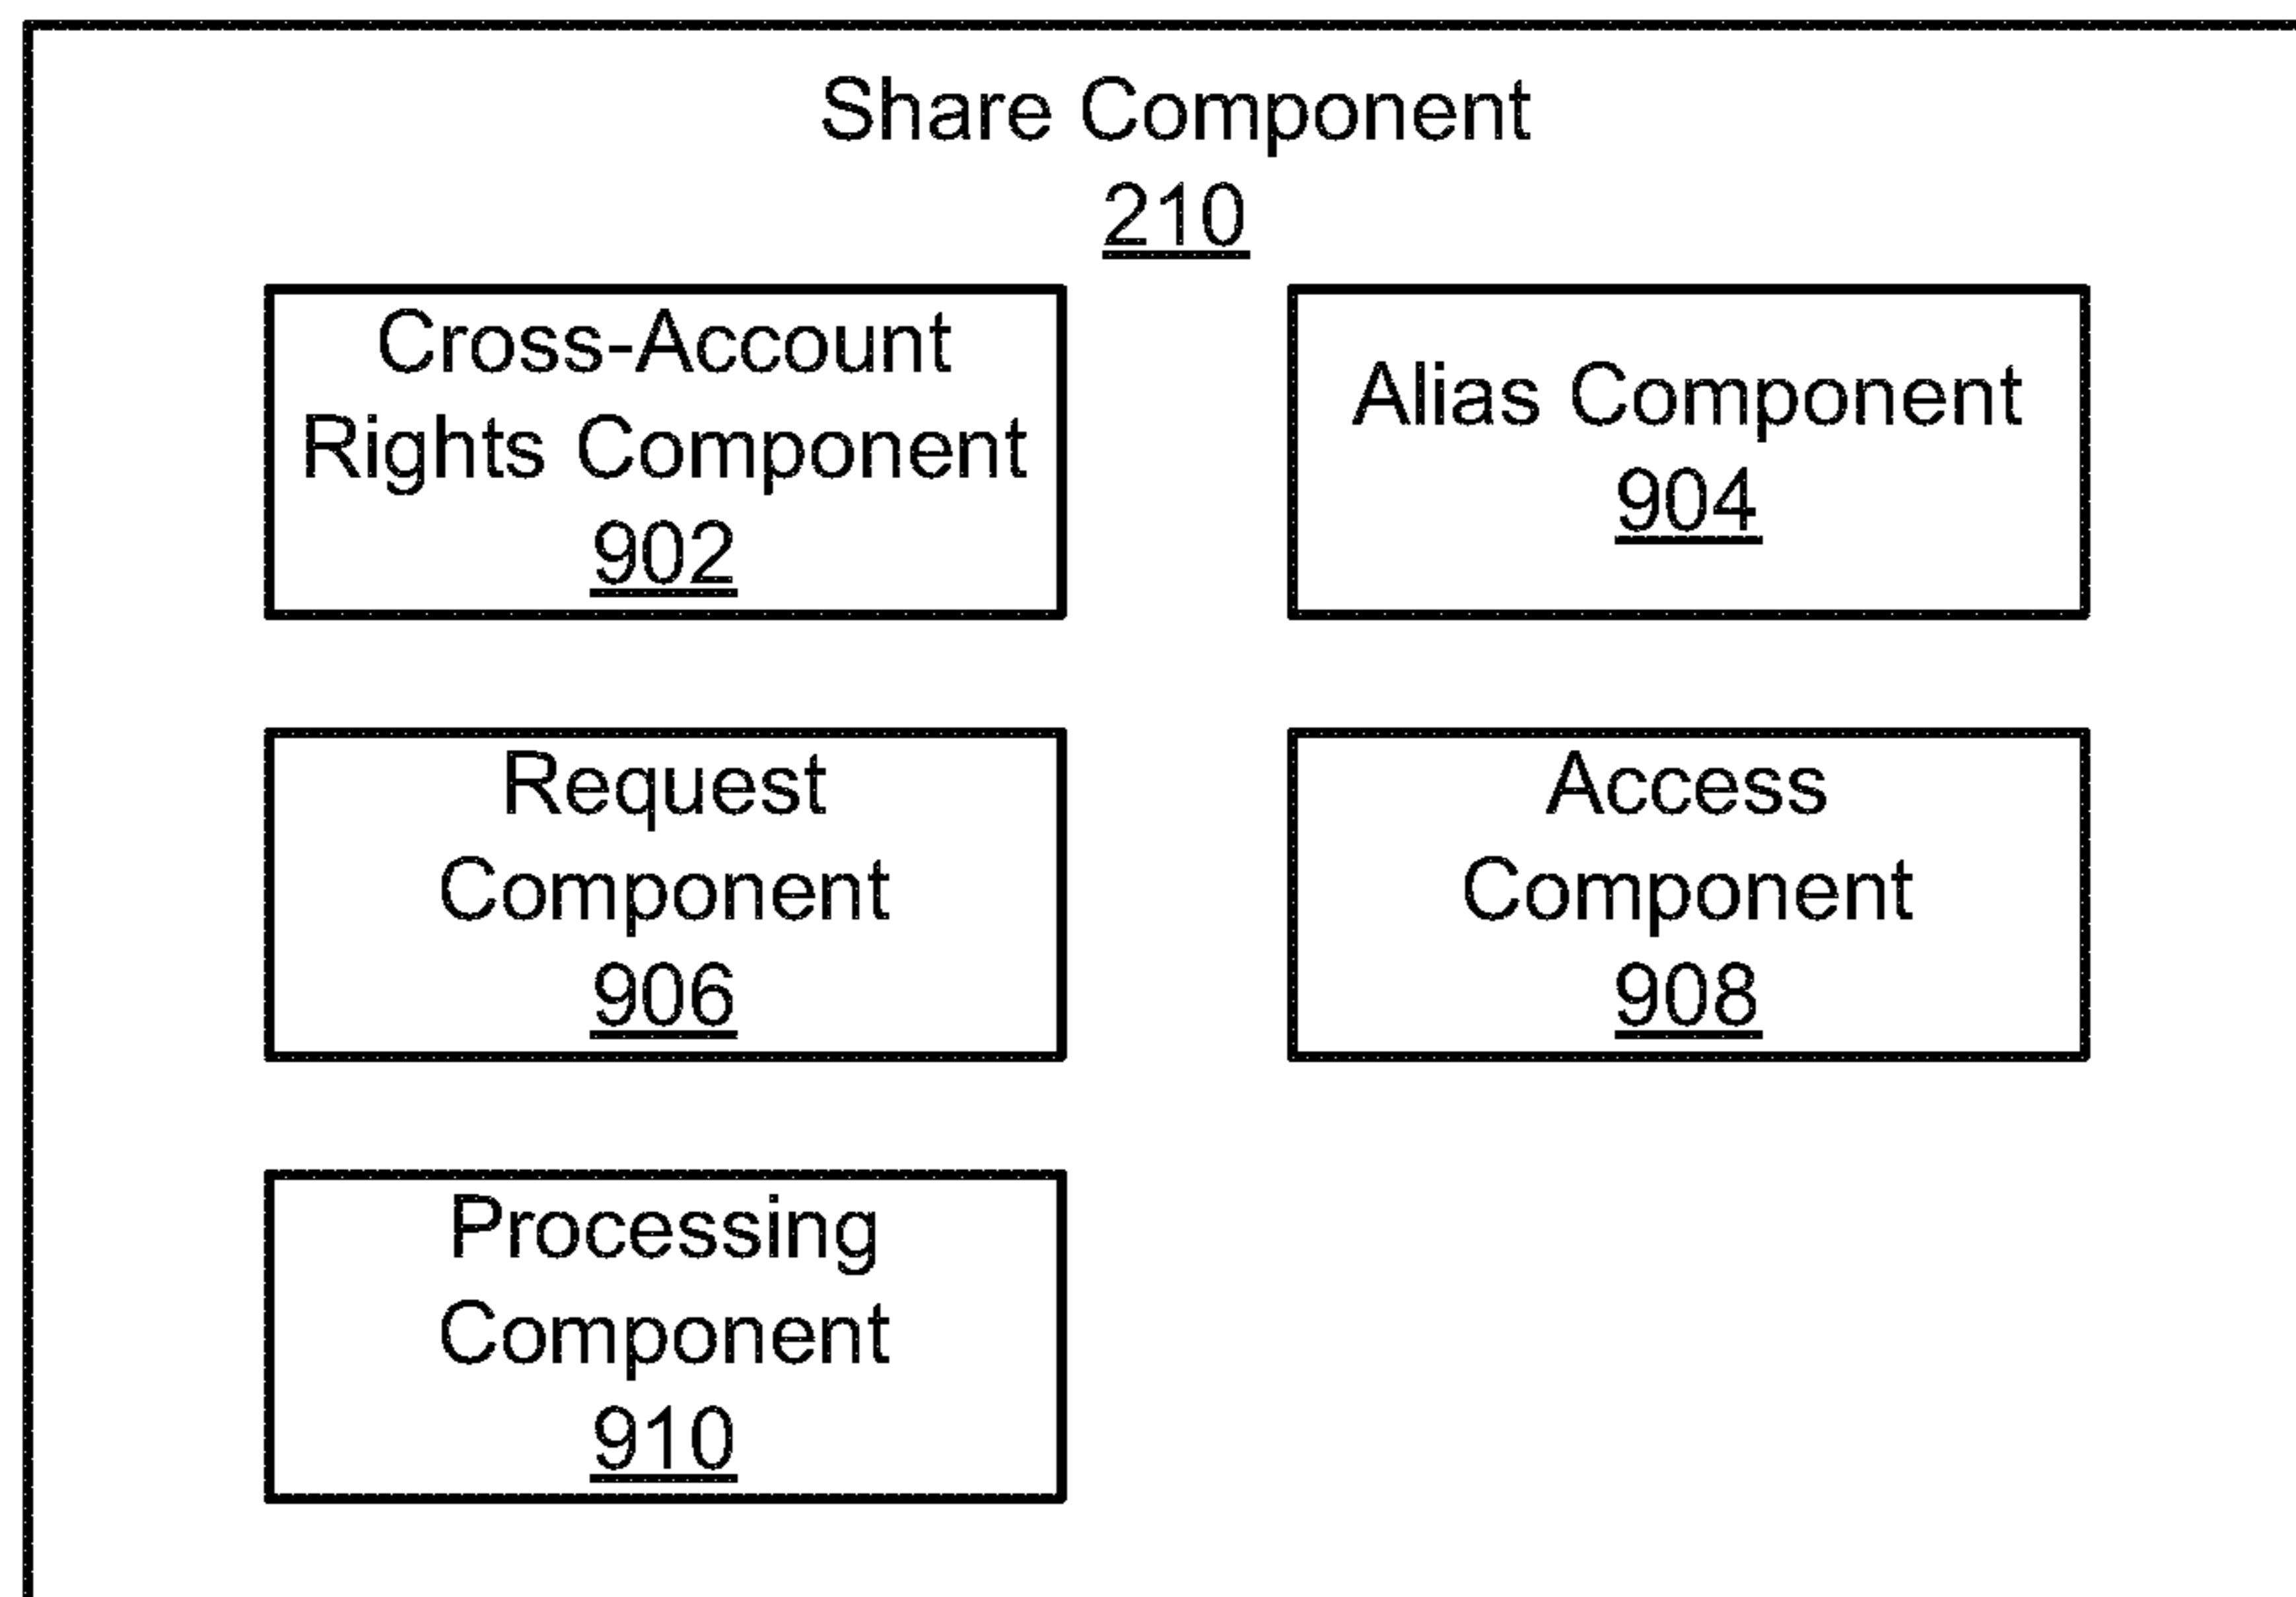 Share Component
210
Cross-Account
Rights Component
902
Alias Component
904
Request
Component
906
Access
Component
908
Processing
Component
910